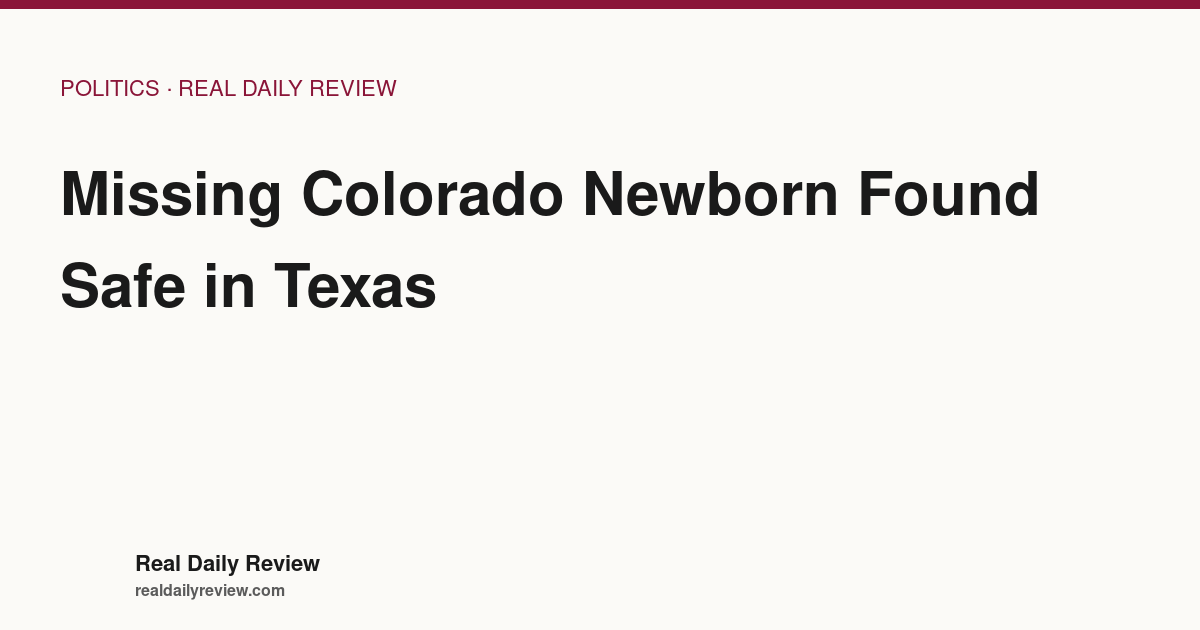 POLITICS · REAL DAILY REVIEW
Missing Colorado Newborn Found
Safe in Texas
Real Daily Review
realdailyreview.com